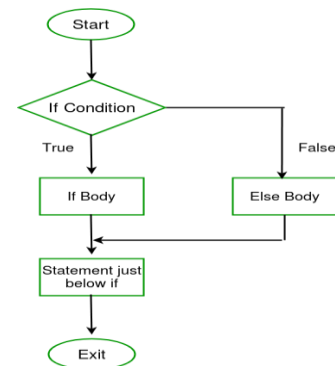 Start
If Condition
True
False
If Body
Else Body
Statement just
below if
Exit